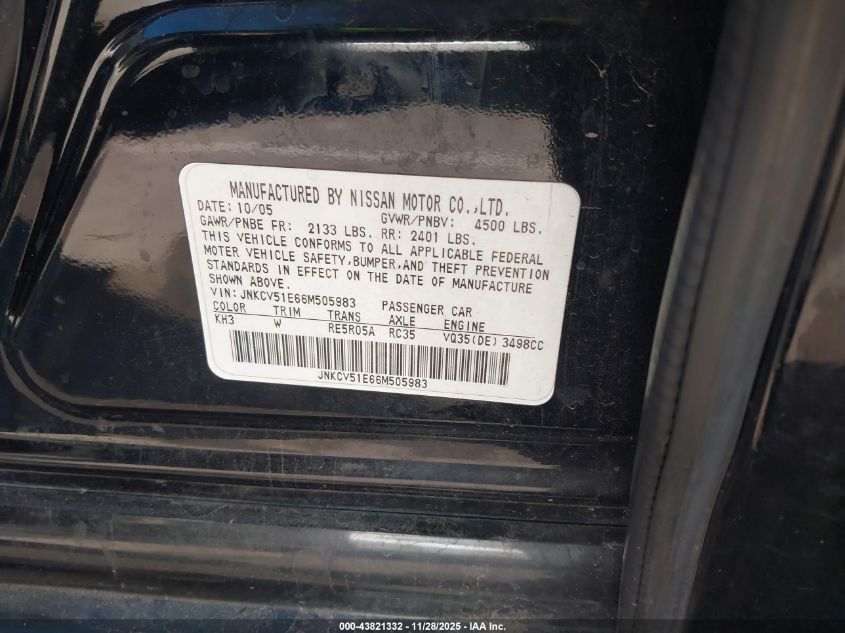 MANUFACTURED BY NISSAN MOTOR CO.,LTD.
DATE: 10/05 GVWR/PNBV: 4500 LBS.
GAWR/PNBE FR: 2133 LBS. RR: 2401 LBS.
THIS VEHICLE CONFORMS TO ALL APPLICABLE FEDERAL
MOTOR VEHICLE SAFETY,BUMPER,AND THEFT PREVENTION
STANDARDS IN EFFECT ON THE DATE OF MANUFACTURE
SHOWN ABOVE.
VIN: JNKCV51E66M505983 PASSENGER CAR
COLOR TRIM TRANS AXLE ENGINE
KH3 W RE5R05A RC35 VQ35(DE) 3498CC
JNKCV51E66M505983
000-43821332 - 11/28/2025 - IAA Inc.